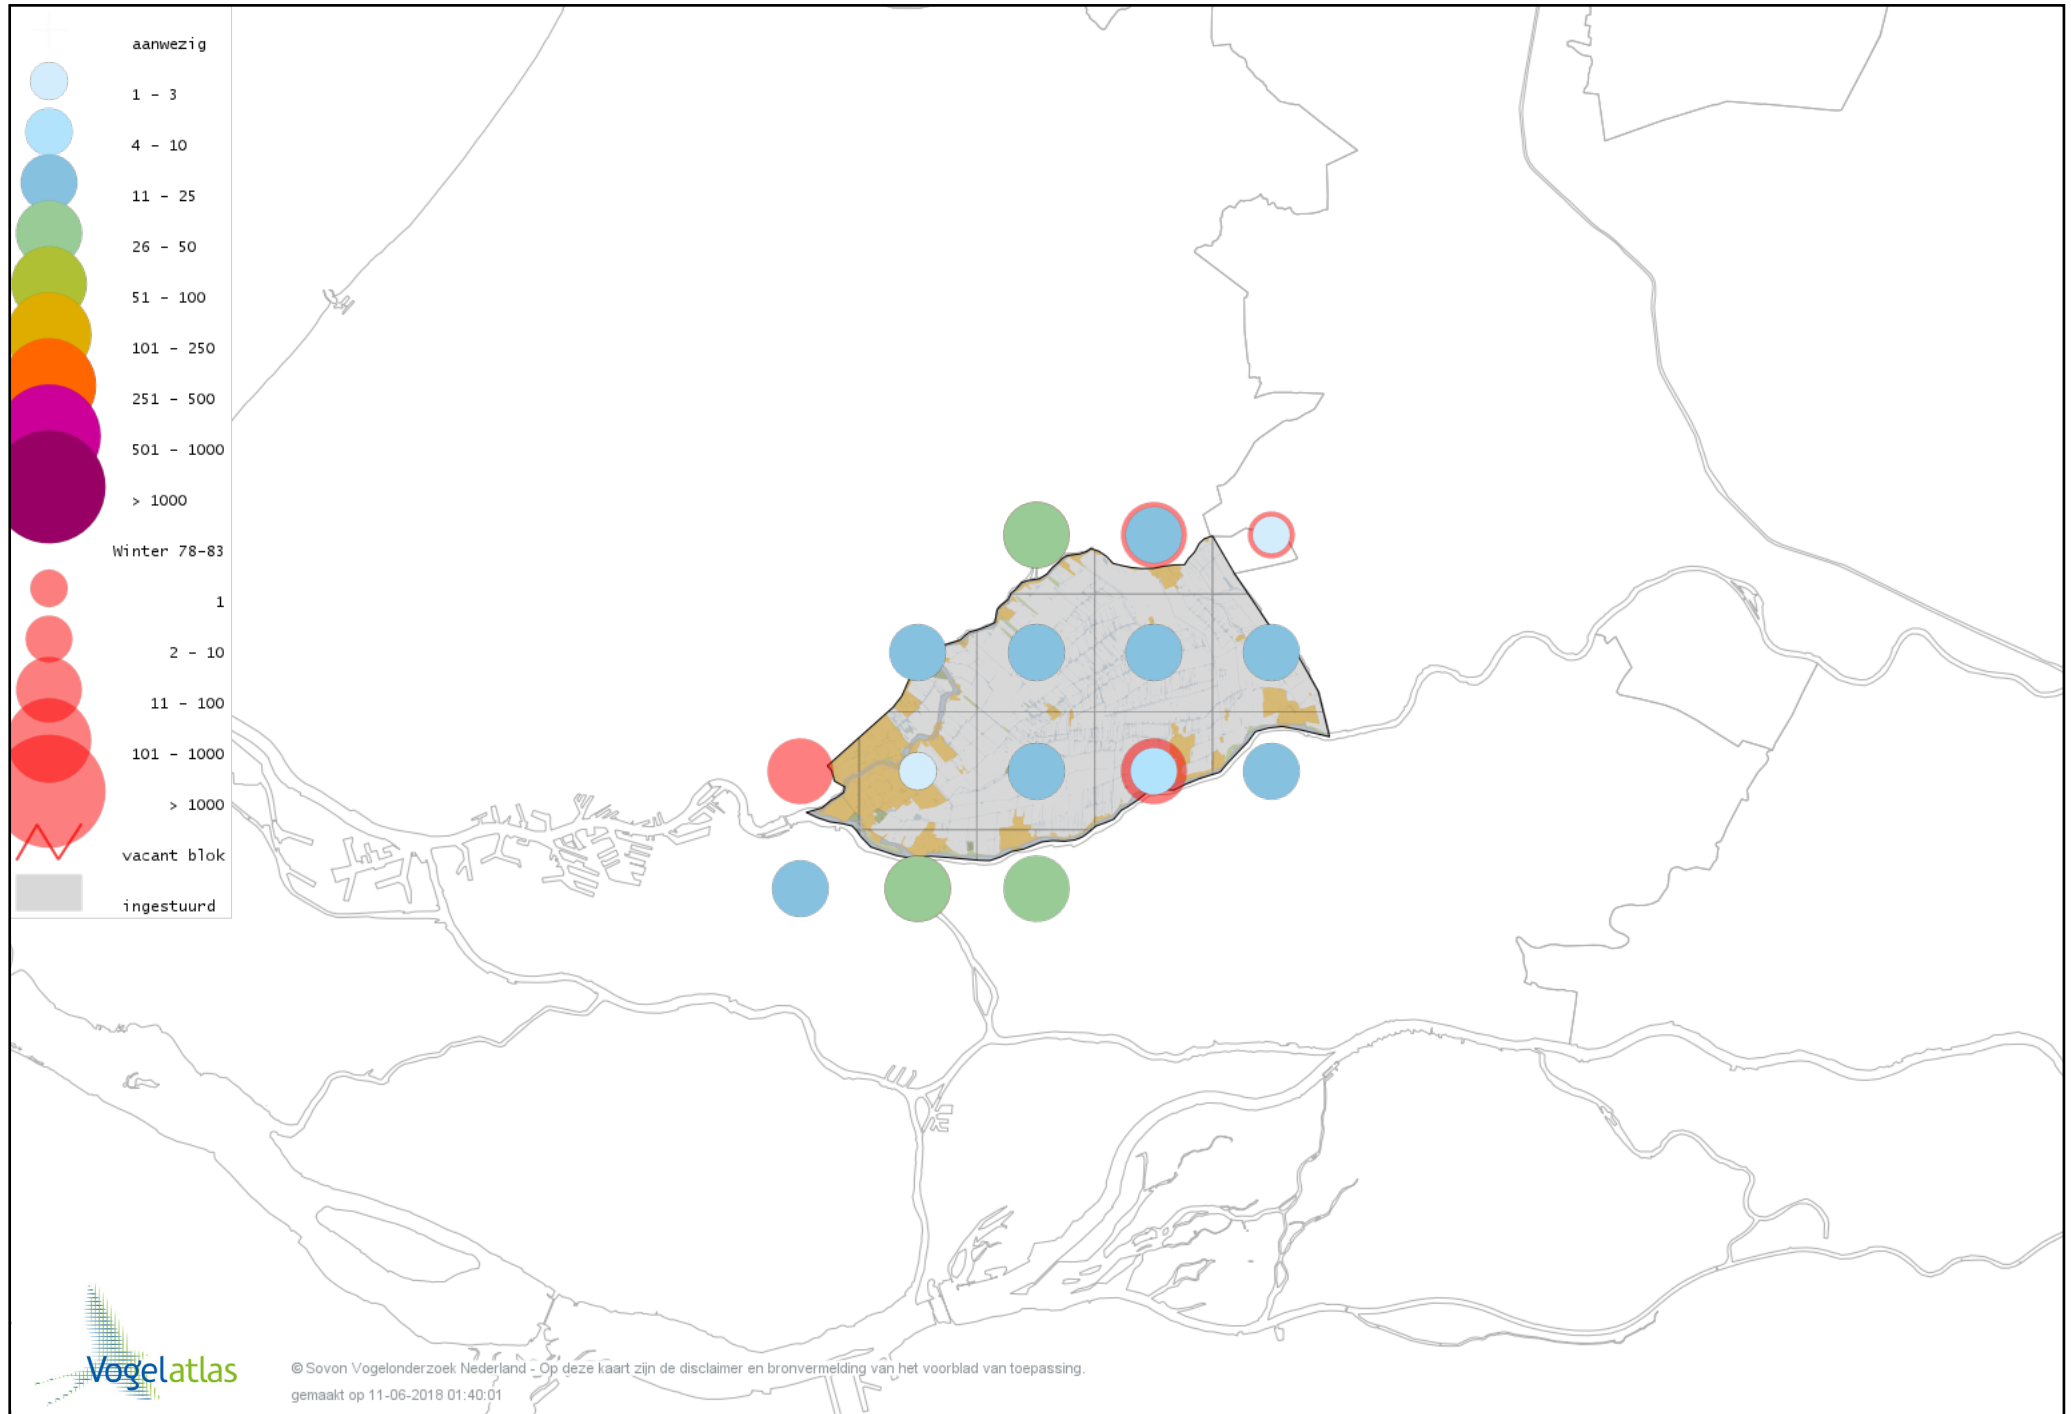 aanwezig
1 - 3
4 - 10
11 - 25
26 - 50
51 - 100
101 - 250
251 - 500
501 - 1000
> 1000
Winter 78-83
1
2 - 10
11 - 100
101 - 1000
> 1000
vacant blok
ingestuurd
Vogelatlas
© Sovon Vogelonderzoek Nederland - Op deze kaart zijn de disclaimer en bronvermelding van het voorblad van toepassing.
gemaakt op 11-06-2018 01:40:01